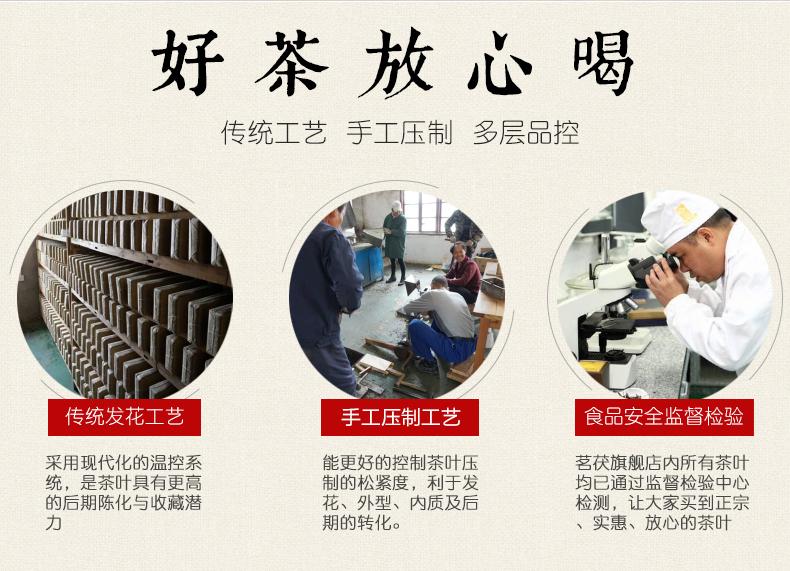 好茶放心喝
传统工艺 手工压制 多层品控
传统发花工艺
采用现代化的温控系
统，是茶叶具有更高
的后期陈化与收藏潜
力
手工压制工艺
能更好的控制茶叶压
制的松紧度，利于发
花、外型、内质及后
期的转化。
食品安全监督检验
茗茯旗舰店内所有茶叶
均已通过监督检验中心
检测，让大家买到正宗
、实惠、放心的茶叶